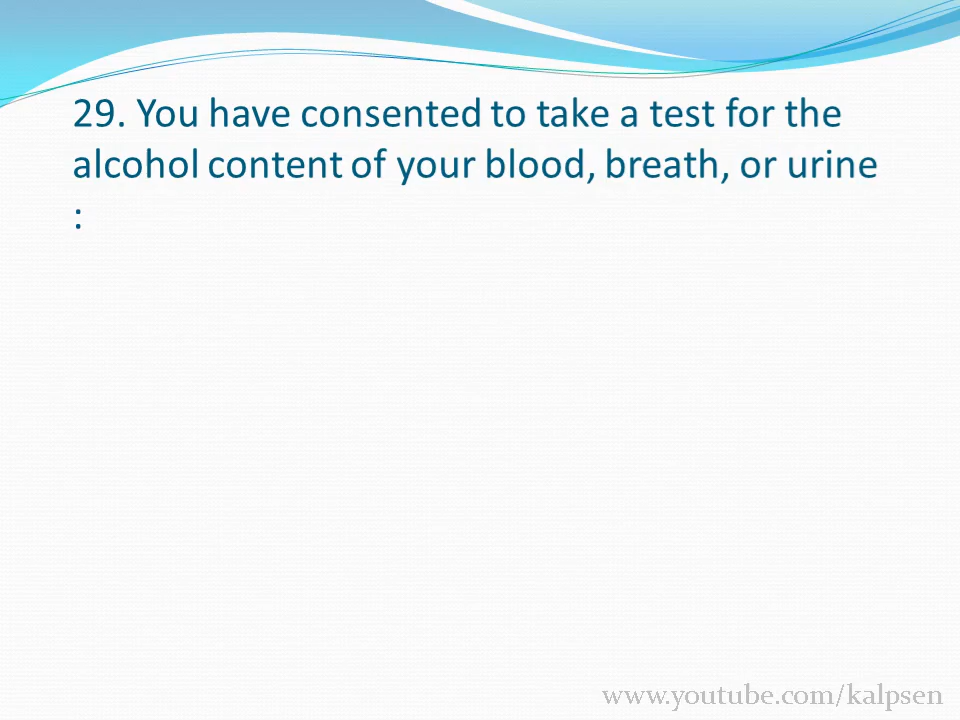 29. You have consented to take a test for the
alcohol content of your blood, breath, or urine
:
www.youtube.com/kalpsen